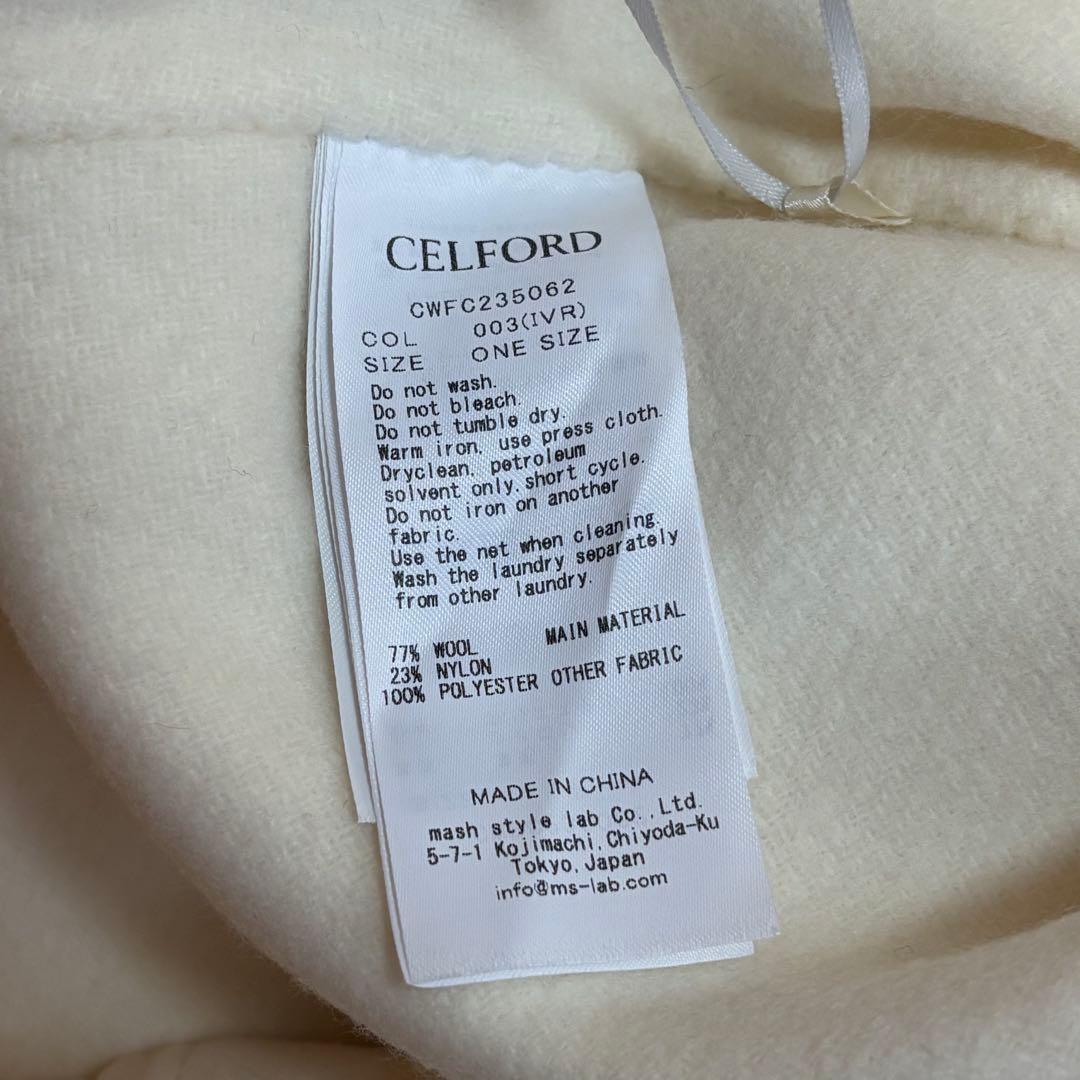 CELFORD
CWFC235062
COL 003(IVR)
SIZE ONE SIZE
Do not wash.
Do not bleach.
Do not tumble dry.
Warm iron, use press cloth.
Dryclean, petroleum
solvent only,short cycle.
Do not iron on another
fabric.
Use the net when cleaning.
Wash the laundry separately
from other laundry.
77% WOOL MAIN MATERIAL
23% NYLON
100% POLYESTER OTHER FABRIC
MADE IN CHINA
mash style lab Co.,Ltd.
5-7-1 Kojimachi,Chiyoda-Ku
Tokyo,Japan
info@ms-lab.com